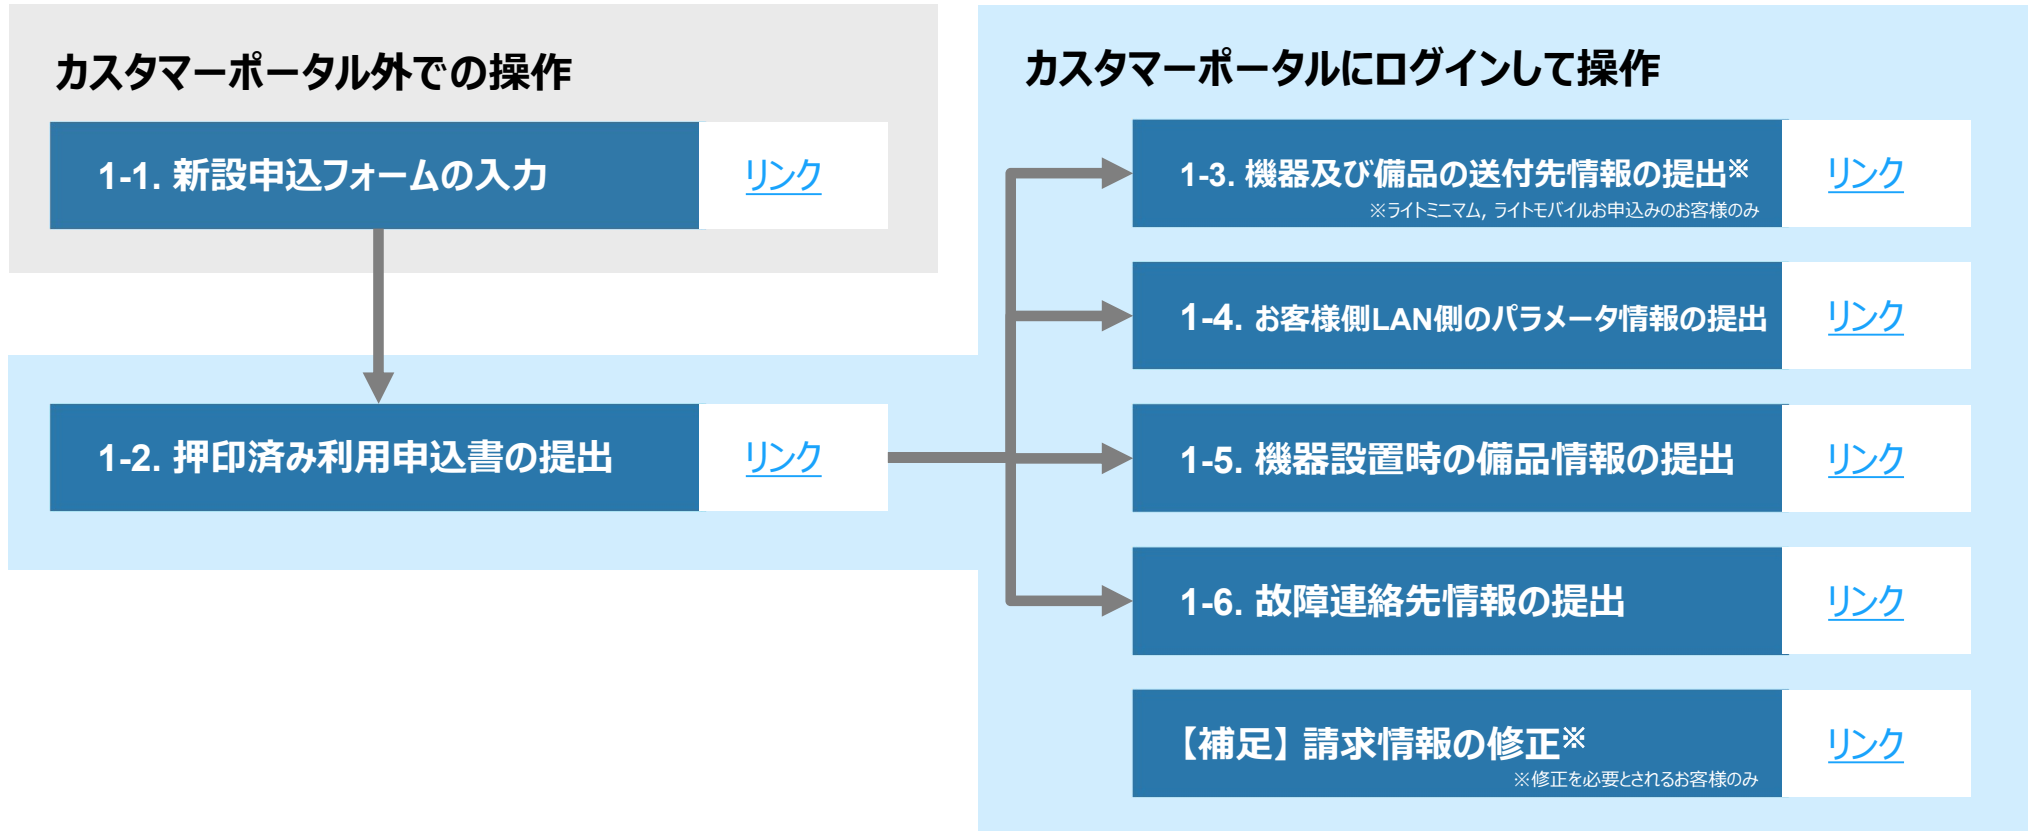 カスタマーポータル外での操作
1-1. 新設申込フォームの入力
リンク
1-2. 押印済み利用申込書の提出
リンク
カスタマーポータルにログインして操作
1-3. 機器及び備品の送付先情報の提出※
※ライトミニマム, ライトモバイルお申込みのお客様のみ
リンク
1-4. お客様側LAN側のパラメータ情報の提出
リンク
1-5. 機器設置時の備品情報の提出
リンク
1-6. 故障連絡先情報の提出
リンク
【補足】請求情報の修正※
※修正を必要とされるお客様のみ
リンク